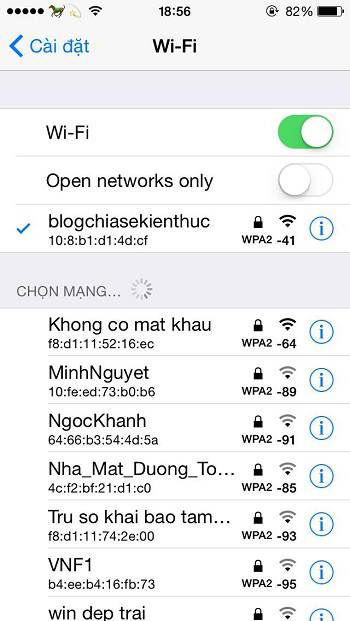 18:56 82%
Cài đặt Wi-Fi
Wi-Fi
Open networks only
blogchiasekienthuc
10:8:b1:d1:4d:cf WPA2 -41
CHỌN MẠNG...
Khong co mat khau
f8:d1:11:52:16:ec WPA2 -64
MinhNguyet
10:fe:ed:73:b0:b6 WPA2 -89
NgocKhanh
64:66:b3:54:4d:5a WPA2 -91
Nha_Mat_Duong_To...
4c:f2:bf:21:d1:c0 WPA2 -85
Tru so khai bao tam...
f8:d1:11:74:2e:00 WPA2 -93
VNF1
b4:ee:b4:16:fb:73 WPA2 -95
win dep trai